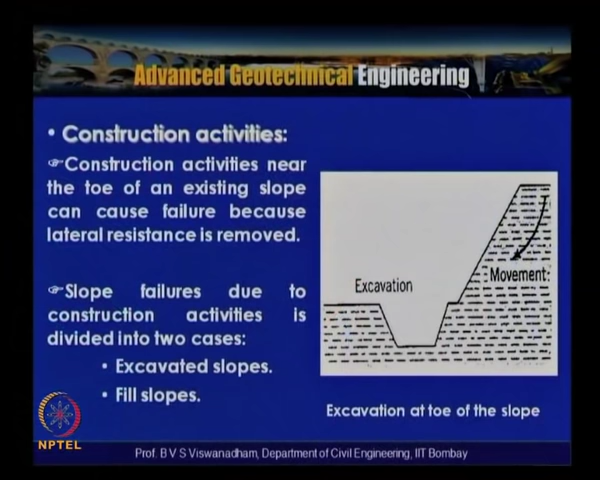 Advanced Geotechnical Engineering
• Construction activities:
☞Construction activities near
the toe of an existing slope
can cause failure because
lateral resistance is removed.
☞Slope failures due to
construction activities is
divided into two cases:
• Excavated slopes.
• Fill slopes.
Excavation
Movement.
Excavation at toe of the slope
NPTEL
Prof. B V S Viswanadham, Department of Civil Engineering, IIT Bombay